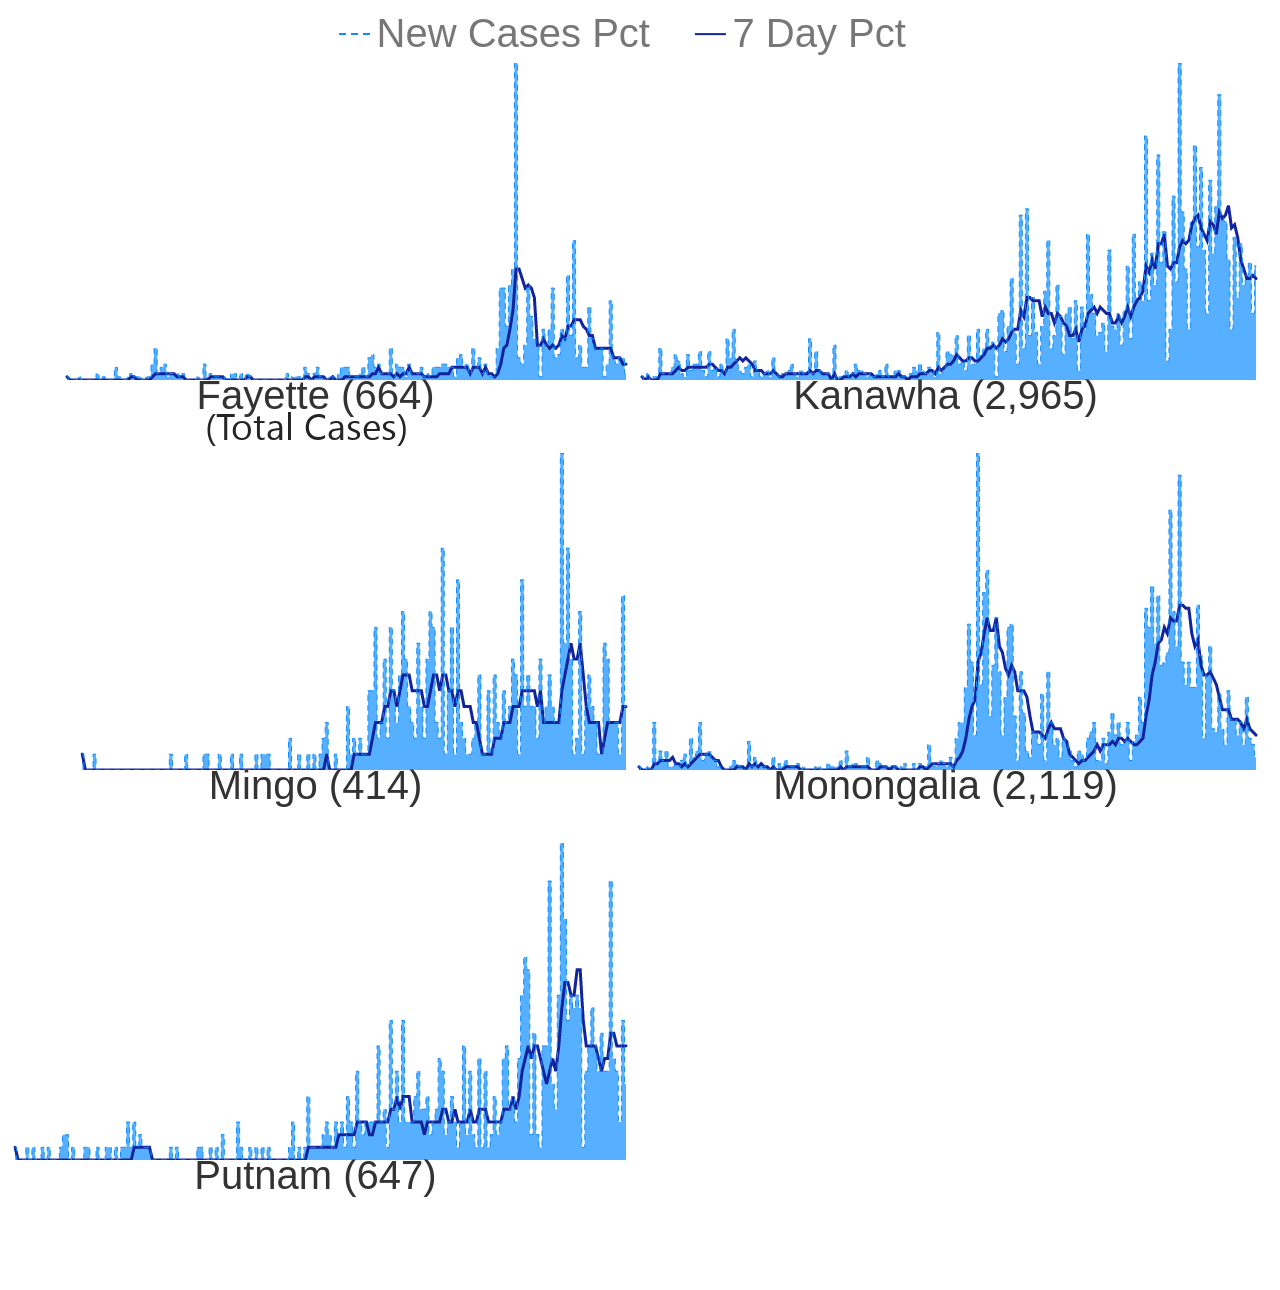 New Cases Pct 7 Day Pct
Fayette (664)
(Total Cases)
Kanawha (2,965)
Mingo (414)
Monongalia (2,119)
Putnam (647)